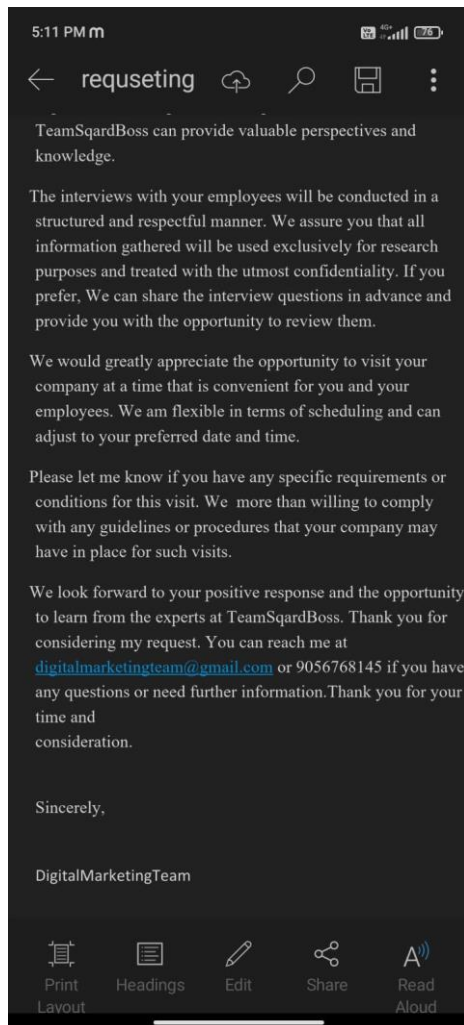 5:11 PM m
Vo LTE 4G+ 76
requseting
TeamSqardBoss can provide valuable perspectives and
knowledge.
The interviews with your employees will be conducted in a
structured and respectful manner. We assure you that all
information gathered will be used exclusively for research
purposes and treated with the utmost confidentiality. If you
prefer, We can share the interview questions in advance and
provide you with the opportunity to review them.
We would greatly appreciate the opportunity to visit your
company at a time that is convenient for you and your
employees. We am flexible in terms of scheduling and can
adjust to your preferred date and time.
Please let me know if you have any specific requirements or
conditions for this visit. We  more than willing to comply
with any guidelines or procedures that your company may
have in place for such visits.
We look forward to your positive response and the opportunity
to learn from the experts at TeamSqardBoss. Thank you for
considering my request. You can reach me at
digitalmarketingteam@gmail.com or 9056768145 if you have
any questions or need further information.Thank you for your
time and
consideration.
Sincerely,
DigitalMarketingTeam
Print Layout
Headings
Edit
Share
Read Aloud